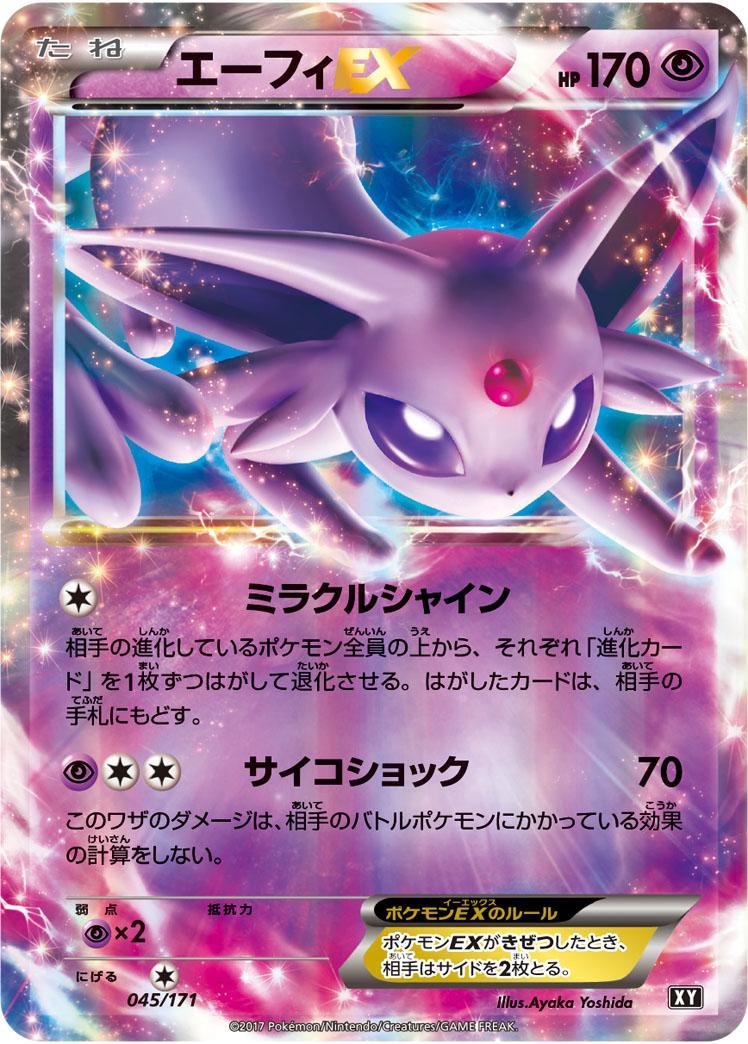 たね エーフィEX HP170
ミラクルシャイン
相手の進化しているポケモン全員の上から、それぞれ「進化カー
ド」を1枚ずつはがして退化させる。はがしたカードは、相手の
手札にもどす。
サイコショック 70
このワザのダメージは、相手のバトルポケモンにかかっている効果
の計算をしない。
弱点 抵抗力
×2
にげる
045/171
ポケモンEXのルール
ポケモンEXがきぜつしたとき、
相手はサイドを2枚とる。
Illus.Ayaka Yoshida
XY
©2017 Pokémon/Nintendo/Creatures/GAME FREAK.